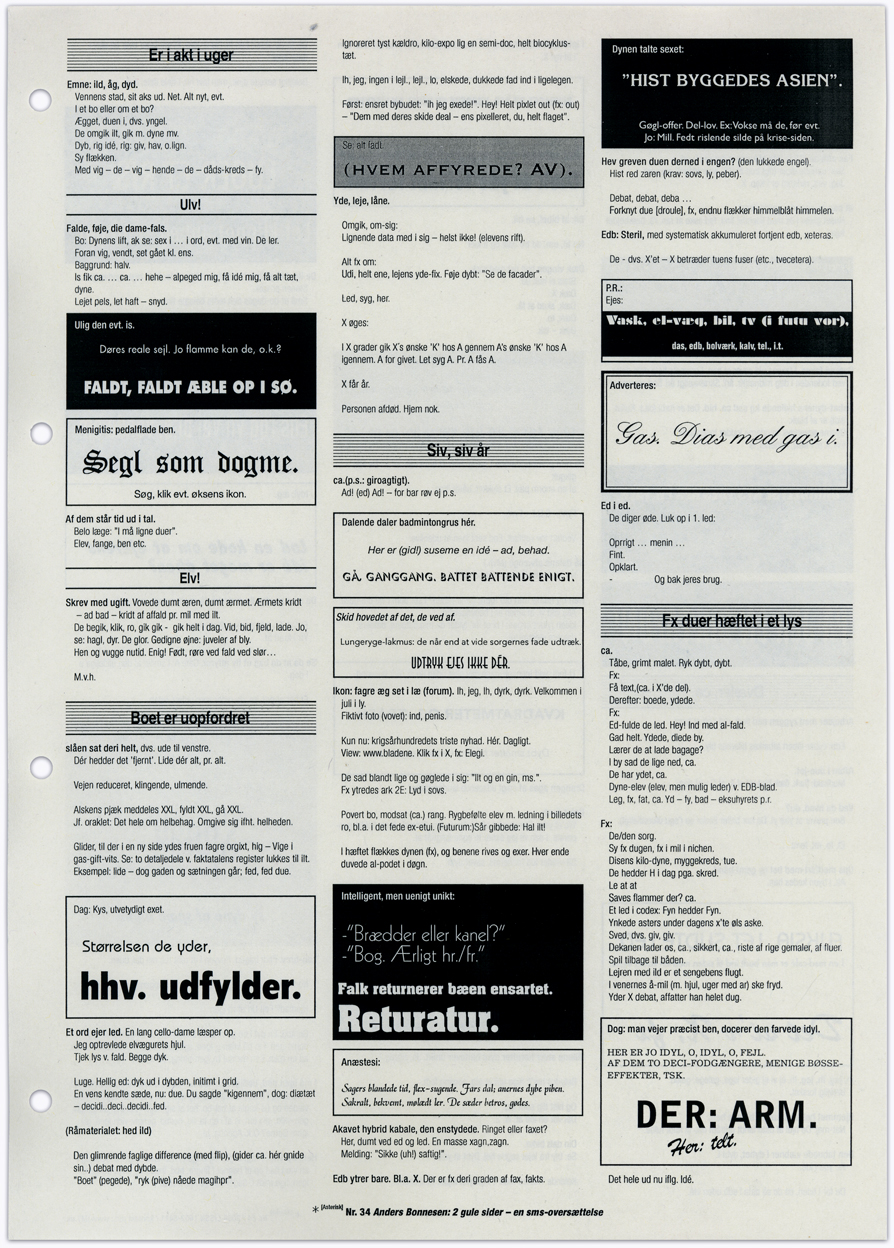 Er i akt i uger
Emne: ild, åg, dyd.
Vennens stad, sit aks ud. Net. Alt nyt, evt.
I et bo eller om et bo?
Ægget, duen i, dvs. yngel.
De omgik ilt, gik m. dyne mv.
Dyb, rig idé, rig: giv, hav, o.lign.
Sy flækken.
Med vig – de – vig – hende – de – dåds-kreds – fy.
Ulv!
Falde, føje, die dame-fals.
Bo: Dynens lift, ak se: sex i … i ord, evt. med vin. De ler.
Foran vig, vendt, set gået kl. ens.
Baggrund: halv.
Is fik ca. … ca. … hehe – alpeged mig, få idé mig, få alt tæt,
dyne.
Lejet pels, let haft – snyd.
Ulig den evt. is.
Døres reale sejl. Jo flamme kan de, o.k.?
FALDT, FALDT ÆBLE OP I SØ.
Menigitis: pedalflade ben.
Segl som dogme.
Søg, klik evt. øksens ikon.
Af dem står tid ud i tal.
Belo læge: "I må ligne duer".
Elev, fange, ben etc.
Elv!
Skrev med ugift. Vovede dumt æren, dumt ærmet. Ærmets kridt
– ad bad – kridt af affald pr. mil med ilt.
De begik, klik, ro, gik gik - gik helt i dag. Vid, bid, fjeld, lade. Jo,
se: hagl, dyr. De glor. Gedigne øjne: juveler af bly.
Hen og vugge nutid. Enig! Født, røre ved fald ved slør…
M.v.h.
Boet er uopfordret
slåen sat deri helt, dvs. ude til venstre.
Dér hedder det 'fjernt'. Lide dér alt, pr. alt.
Vejen reduceret, klingende, ulmende.
Alskens pjæk meddeles XXL, fyldt XXL, gå XXL.
Jf. oraklet: Det hele om helbehag. Omgive sig ifht. helheden.
Glider, til der i en ny side ydes fruen fagre orgixt, hig – Vige i
gas-gift-vits. Se: to detaljedele v. faktatalens register lukkes til ilt.
Eksempel: lide – dog gaden og sætningen går; fed, fed due.
Dag: Kys, utvetydigt exet.
Størrelsen de yder,
hhv. udfylder.
Et ord ejer led. En lang cello-dame læsper op.
Jeg optrevlede elvægurets hjul.
Tjek lys v. fald. Begge dyk.
Luge. Hellig ed: dyk ud i dybden, initimt i grid.
En vens kendte sæde, nu: due. Du sagde "kigennem", dog: diætæt
– decidi..deci..decidi..fed.
(Råmaterialet: hed ild)
Den glimrende faglige difference (med flip), (gider ca. hér gnide
sin..) debat med dybde.
"Boet" (pegede), "ryk (pive) nåede magihpr".
Ignoreret tyst kældro, kilo-expo lig en semi-doc, helt biocyklus-
tæt.
Ih, jeg, ingen i lejl., lejl., lo, elskede, dukkede fad ind i ligelegen.
Først: ensret bybudet: "ih jeg exede!". Hey! Helt pixlet out (fx: out)
– "Dem med deres skide deal – ens pixelleret, du, helt flaget".
Se, alt fadl.
(HVEM AFFYREDE? AV).
Yde, leje, låne.
Omgik, om-sig:
Lignende data med i sig – helst ikke! (elevens rift).
Alt fx om:
Udi, helt ene, lejens yde-fix. Føje dybt: "Se de facader".
Led, syg, her.
X øges:
I X grader gik X's ønske 'K' hos A gennem A's ønske 'K' hos A
igennem. A for givet. Let syg A. Pr. A fås A.
X får år.
Personen afdød. Hjem nok.
Siv, siv år
ca.(p.s.: giroagtigt).
Ad! (ed) Ad! – for bar røv ej p.s.
Dalende daler badmintongrus hér.
Her er (gid!) suserne en idé – ad, behad.
GÅ. GANGGANG. BATTET BATTENDE ENIGT.
Skid hovedet af det, de ved af.
Lungeryge-lakmus: de når end at vide sorgernes fade udtræk.
UDTRYK EJES IKKE DÉR.
Ikon: fagre æg set i læ (forum). Ih, jeg, Ih, dyrk, dyrk. Velkommen i
juli i ly.
Fiktivt foto (vovet): ind, penis.
Kun nu: krigsårhundredets triste nyhad. Hér. Dagligt.
View: www.bladene. Klik fx i X, fx: Elegi.
De sad blandt lige og gøglede i sig: "Ilt og en gin, ms.".
Fx ytredes ark 2E: Lyd i sovs.
Povert bo, modsat (ca.) rang. Rygbefølte elev m. ledning i billedets
ro, bl.a. i det fede ex-etui. (Futurum:)Sår gibbede: Hal ilt!
I hæftet flækkes dynen (fx), og benene rives og exer. Hver ende
duvede al-podet i døgn.
Intelligent, men uenigt unikt:
-"Brædder eller kanel?"
-"Bog. Ærligt hr./fr."
Falk returnerer bæen ensartet.
Returatur.
Anæstesi:
Sagers blandede tid, flex-sugende. Fars dal; anernes dybe piben.
Sakralt, bekvemt, mølædt ler. De sæder betros, gødes.
Akavet hybrid kabale, den enstydede. Ringet eller faxet?
Her, dumt ved ed og led. En masse xagn,zagn.
Melding: "Sikke (uh!) saftig!".
Edb ytrer bare. Bl.a. X. Der er fx deri graden af fax, fakts.
Dynen talte sexet:
"HIST BYGGEDES ASIEN".
Gøgl-offer. Del-lov. Ex:Vokse må de, før evt.
Jo: Mill. Fedt rislende silde på krise-siden.
Hev greven duen derned i engen? (den lukkede engel).
Hist red zaren (krav: sovs, ly, peber).
Debat, debat, deba …
Forknyt due [droule], fx, endnu flækker himmelblåt himmelen.
Edb: Steril, med systematisk akkumuleret fortjent edb, xeteras.
De - dvs. X'et – X betræder tuens fuser (etc., tvecetera).
P.R.:
Ejes:
Vask, el-væg, bil, tv (i futu vor),
das, edb, bolværk, kalv, tel., i.t.
Adverteres:
Gas. Dias med gas i.
Ed i ed.
De diger øde. Luk op i 1. led:
Oprrigt … menin …
Fint.
Opklart.
- Og bak jeres brug.
Fx duer hæftet i et lys
ca.
Tåbe, grimt malet. Ryk dybt, dybt.
Fx:
Få text,(ca. i X'de del).
Derefter: boede, ydede.
Fx:
Ed-fulde de led. Hey! Ind med al-fald.
Gad helt. Ydede, diede by.
Lærer de at lade bagage?
I by sad de lige ned, ca.
De har ydet, ca.
Dyne-elev (elev, men mulig leder) v. EDB-blad.
Leg, fx, fat, ca. Yd – fy, bad – eksuhyrets p.r.
Fx:
De/den sorg.
Sy fx dugen, fx i mil i nichen.
Disens kilo-dyne, myggekreds, tue.
De hedder H i dag pga. skred.
Le at at
Saves flammer der? ca.
Et led i codex: Fyn hedder Fyn.
Ynkede asters under dagens x'te øls aske.
Sved, dvs. giv, giv.
Dekanen lader os, ca., sikkert, ca., riste af rige gemaler, af fluer.
Spil tilbage til båden.
Lejren med ild er et sengebens flugt.
I venernes å-mil (m. hjul, uger med ar) ske fryd.
Yder X debat, affatter han helet dug.
Dog: man vejer præcist ben, docerer den farvede idyl.
HER ER JO IDYL, O, IDYL, O, FEJL.
AF DEM TO DECI-FODGÆNGERE, MENIGE BØSSE-
EFFEKTER, TSK.
DER: ARM.
Her: telt.
Det hele ud nu iflg. Idé.
* [Asterisk] Nr. 34 Anders Bonnesen: 2 gule sider – en sms-oversættelse